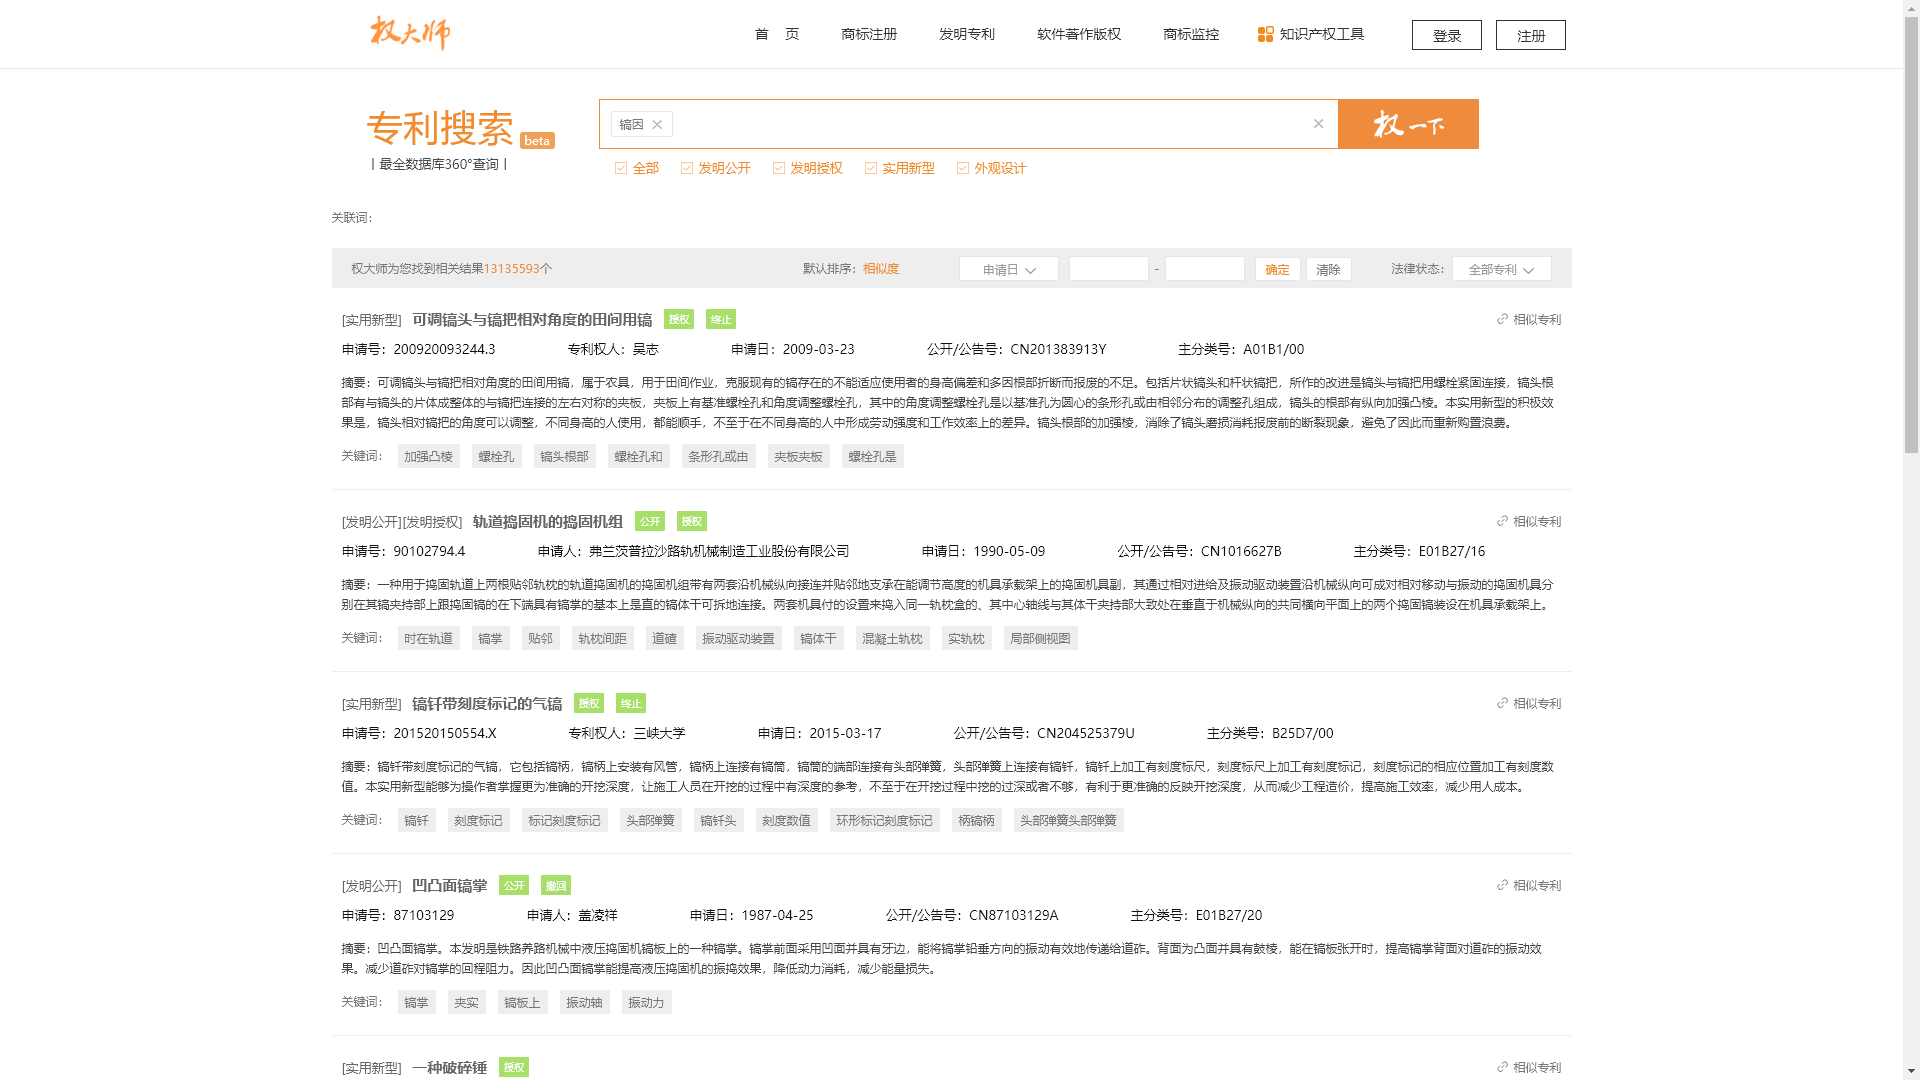 权大师
首 页 商标注册 发明专利 软件著作版权 商标监控 知识产权工具 登录 注册
专利搜索 beta
丨最全数据库360°查询丨
镐因
权一下
全部 发明公开 发明授权 实用新型 外观设计
关联词：
权大师为您找到相关结果13135593个 默认排序：相似度 申请日 - 确定 清除 法律状态： 全部专利
[实用新型] 可调镐头与镐把相对角度的田间用镐 授权 终止 相似专利
申请号：200920093244.3 专利权人：吴志 申请日：2009-03-23 公开/公告号：CN201383913Y 主分类号：A01B1/00
摘要：可调镐头与镐把相对角度的田间用镐，属于农具，用于田间作业，克服现有的镐存在的不能适应使用者的身高偏差和多因根部折断而报废的不足。包括片状镐头和杆状镐把，所作的改进是镐头与镐把用螺栓紧固连接，镐头根
部有与镐头的片体成整体的与镐把连接的左右对称的夹板，夹板上有基准螺栓孔和角度调整螺栓孔，其中的角度调整螺栓孔是以基准孔为圆心的条形孔或由相邻分布的调整孔组成，镐头的根部有纵向加强凸棱。本实用新型的积极效
果是，镐头相对镐把的角度可以调整，不同身高的人使用，都能顺手，不至于在不同身高的人中形成劳动强度和工作效率上的差异。镐头根部的加强棱，消除了镐头磨损消耗报废前的断裂现象，避免了因此而重新购置浪费。
关键词： 加强凸棱 螺栓孔 镐头根部 螺栓孔和 条形孔或由 夹板夹板 螺栓孔是
[发明公开][发明授权] 轨道捣固机的捣固机组 公开 授权 相似专利
申请号：90102794.4 申请人：弗兰茨普拉沙路轨机械制造工业股份有限公司 申请日：1990-05-09 公开/公告号：CN1016627B 主分类号：E01B27/16
摘要：一种用于捣固轨道上两根贴邻轨枕的轨道捣固机的捣固机组带有两套沿机械纵向接连并贴邻地支承在能调节高度的机具承载架上的捣固机具副，其通过相对进给及振动驱动装置沿机械纵向可成对相对移动与振动的捣固机具分
别在其镐夹持部上跟捣固镐的在下端具有镐掌的基本上是直的镐体干可拆地连接。两套机具付的设置来捣入同一轨枕盒的、其中心轴线与其体干夹持部大致处在垂直于机械纵向的共同横向平面上的两个捣固镐装设在机具承载架上。
关键词： 时在轨道 镐掌 贴邻 轨枕间距 道碴 振动驱动装置 镐体干 混凝土轨枕 实轨枕 局部侧视图
[实用新型] 镐钎带刻度标记的气镐 授权 终止 相似专利
申请号：201520150554.X 专利权人：三峡大学 申请日：2015-03-17 公开/公告号：CN204525379U 主分类号：B25D7/00
摘要：镐钎带刻度标记的气镐，它包括镐柄，镐柄上安装有风管，镐柄上连接有镐筒，镐筒的端部连接有头部弹簧，头部弹簧上连接有镐钎，镐钎上加工有刻度标尺，刻度标尺上加工有刻度标记，刻度标记的相应位置加工有刻度数
值。本实用新型能够为操作者掌握更为准确的开挖深度，让施工人员在开挖的过程中有深度的参考，不至于在开挖过程中挖的过深或者不够，有利于更准确的反映开挖深度，从而减少工程造价，提高施工效率，减少用人成本。
关键词： 镐钎 刻度标记 标记刻度标记 头部弹簧 镐钎头 刻度数值 环形标记刻度标记 柄镐柄 头部弹簧头部弹簧
[发明公开] 凹凸面镐掌 公开 撤回 相似专利
申请号：87103129 申请人：盖凌祥 申请日：1987-04-25 公开/公告号：CN87103129A 主分类号：E01B27/20
摘要：凹凸面镐掌。本发明是铁路养路机械中液压捣固机镐板上的一种镐掌。镐掌前面采用凹面并具有牙边，能将镐掌铅垂方向的振动有效地传递给道砟。背面为凸面并具有鼓棱，能在镐板张开时，提高镐掌背面对道砟的振动效
果。减少道砟对镐掌的回程阻力。因此凹凸面镐掌能提高液压捣固机的振捣效果，降低动力消耗，减少能量损失。
关键词： 镐掌 夹实 镐板上 振动轴 振动力
[实用新型] 一种破碎锤 授权 相似专利